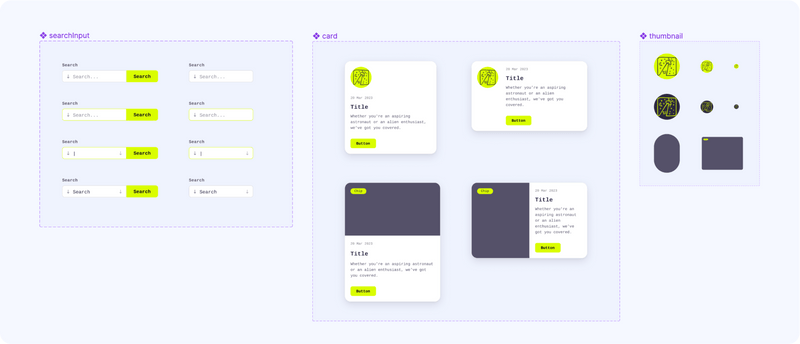 searchInput
Search
Search
Search...
Search
Search...
Search
Search
Search...
Search
Search...
Search
Search
Search
Search
Search
Search
Search
Search
Search
card
10 Mar 2023
Title
Whether you're an aspiring
astronaut or an alien enthusiast,
we've got you covered.
Button
10 Mar 2023
Title
Whether you're an aspiring
astronaut or an alien
enthusiast, we've got you
covered.
Button
Chip
10 Mar 2023
Title
Whether you're an aspiring astronaut
or an alien enthusiast, we've got
you covered.
Button
Chip
10 Mar 2023
Title
Whether you're an
aspiring astronaut
or an alien
enthusiast, we've
got you covered.
Button
thumbnail